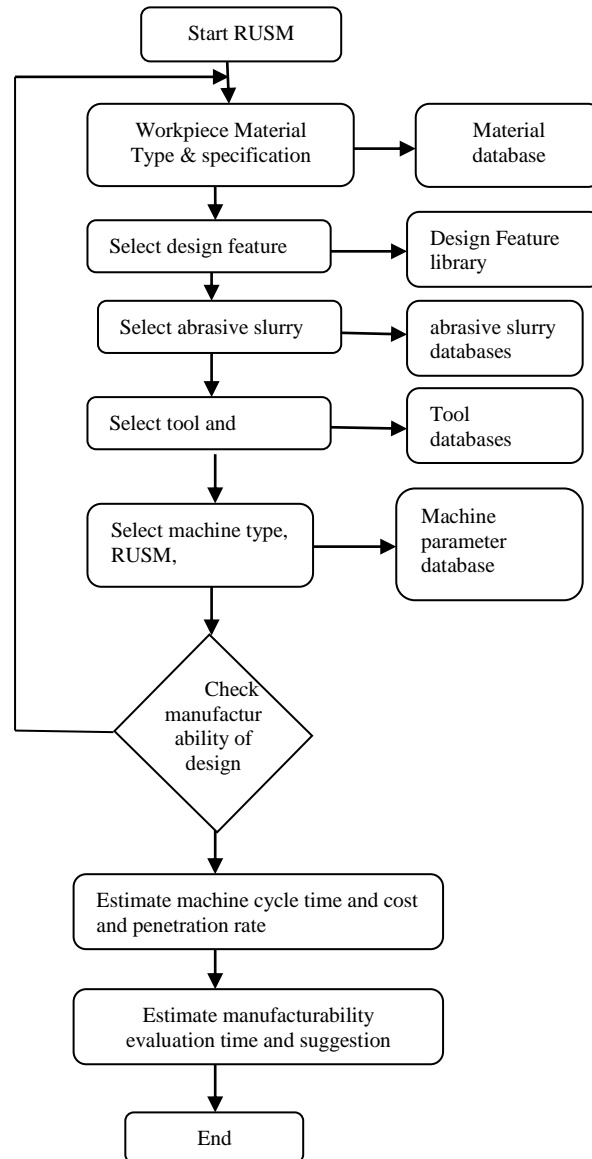 Start RUSM
Workpiece Material
Type & specification
Material
database
Select design feature
Design Feature
library
Select abrasive slurry
abrasive slurry
databases
Select tool and
Tool
databases
Select machine type,
RUSM,
Machine
parameter
database
Check
manufactur
ability of
design
Estimate machine cycle time and cost
and penetration rate
Estimate manufacturability
evaluation time and suggestion
End